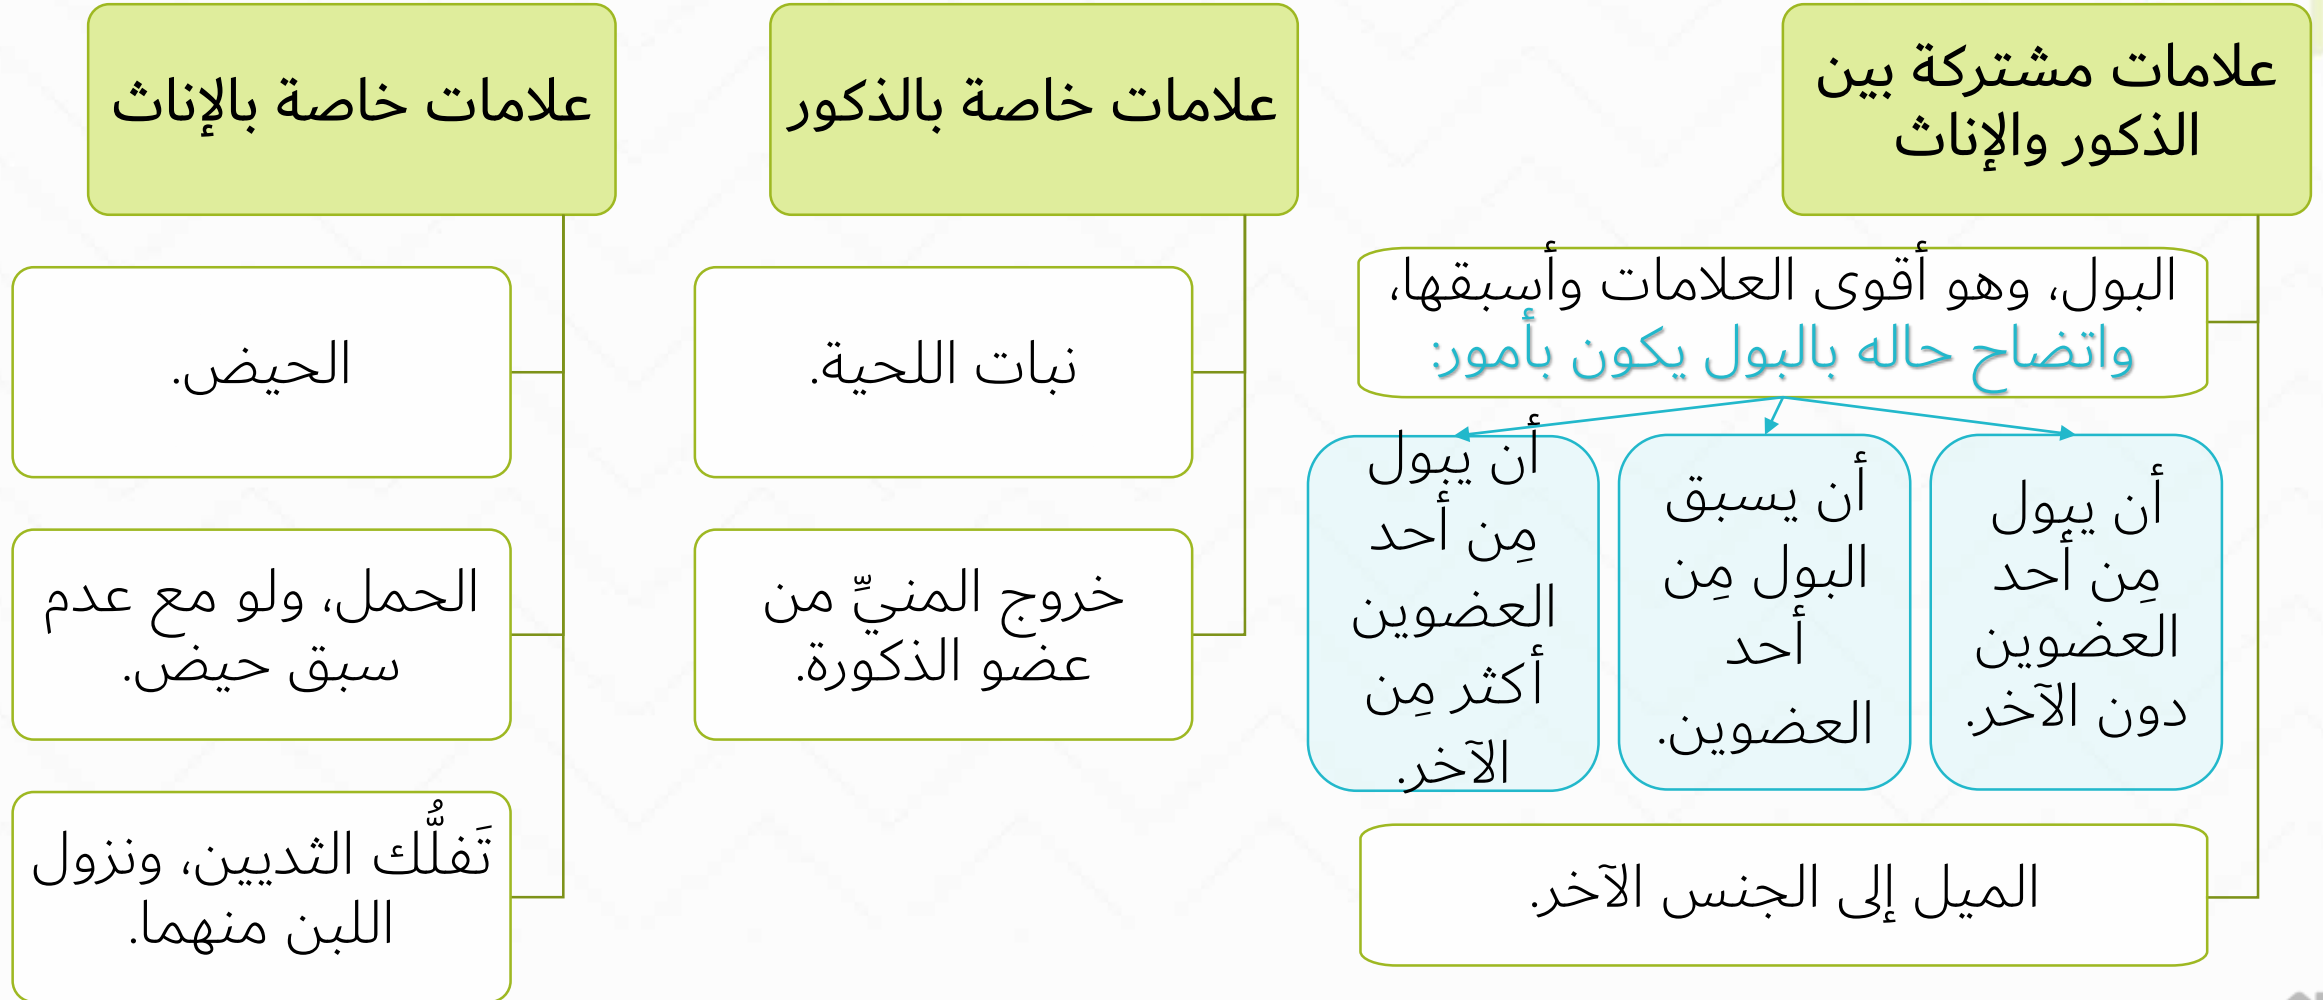 علامات مشتركة بين
الذكور والإناث
البول، وهو أقوى العلامات وأسبقها،
واتضاح حاله بالبول يكون بأمور:
أن يبول
مِن أحد
العضوين
دون الآخر.
أن يسبق
البول مِن
أحد
العضوين.
أن يبول
مِن أحد
العضوين
أكثر مِن
الآخر.
الميل إلى الجنس الآخر.
علامات خاصة بالذكور
نبات اللحية.
خروج المنيِّ من
عضو الذكورة.
علامات خاصة بالإناث
الحيض.
الحمل، ولو مع عدم
سبق حيض.
تَفلُّك الثديين، ونزول
اللبن منهما.